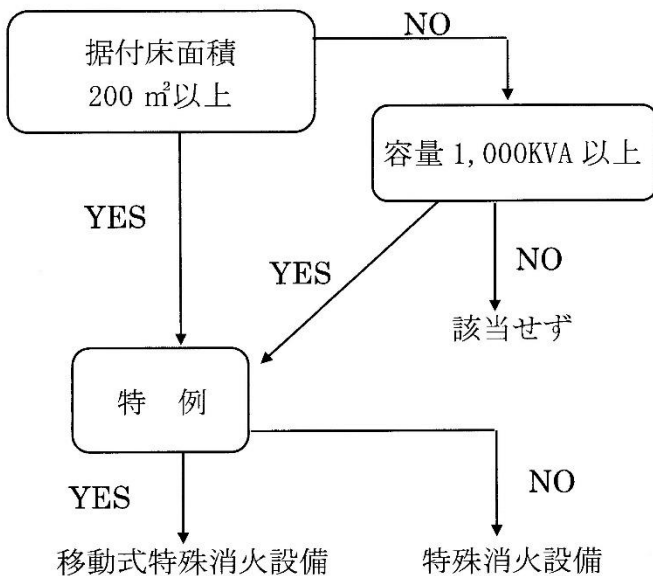 据付床面積
200 ㎡以上
NO
容量 1,000KVA 以上
YES
YES
NO
該当せず
特　例
YES
NO
移動式特殊消火設備
特殊消火設備